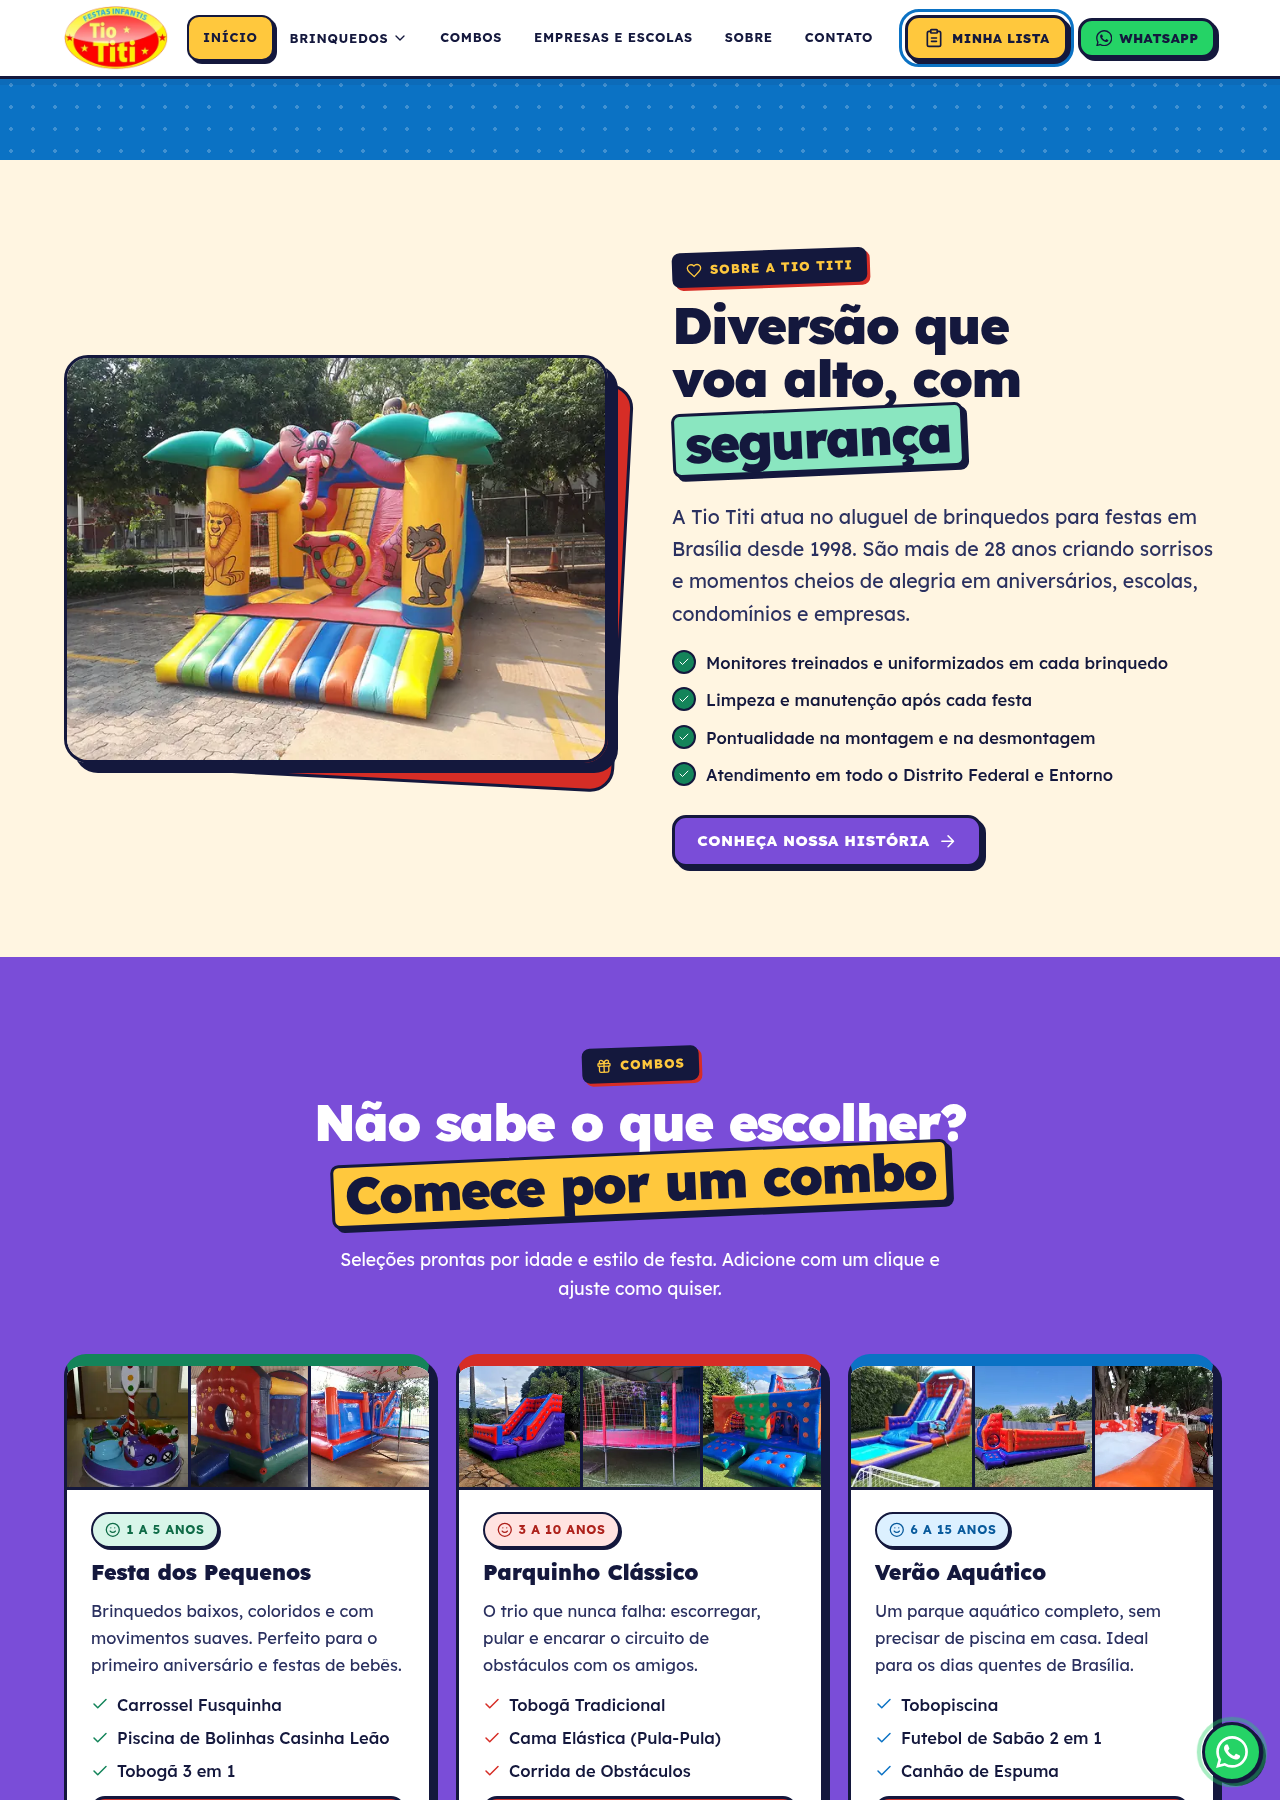 FESTAS INFANTIS
Tio
Titi
INÍCIO
BRINQUEDOS
COMBOS
EMPRESAS E ESCOLAS
SOBRE
CONTATO
MINHA LISTA
WHATSAPP
SOBRE A TIO TITI
Diversão que
voa alto, com
segurança
A Tio Titi atua no aluguel de brinquedos para festas em
Brasília desde 1998. São mais de 28 anos criando sorrisos
e momentos cheios de alegria em aniversários, escolas,
condomínios e empresas.
Monitores treinados e uniformizados em cada brinquedo
Limpeza e manutenção após cada festa
Pontualidade na montagem e na desmontagem
Atendimento em todo o Distrito Federal e Entorno
CONHEÇA NOSSA HISTÓRIA
COMBOS
Não sabe o que escolher?
Comece por um combo
Seleções prontas por idade e estilo de festa. Adicione com um clique e
ajuste como quiser.
1 A 5 ANOS
Festa dos Pequenos
Brinquedos baixos, coloridos e com
movimentos suaves. Perfeito para o
primeiro aniversário e festas de bebês.
Carrossel Fusquinha
Piscina de Bolinhas Casinha Leão
Tobogã 3 em 1
3 A 10 ANOS
Parquinho Clássico
O trio que nunca falha: escorregar,
pular e encarar o circuito de
obstáculos com os amigos.
Tobogã Tradicional
Cama Elástica (Pula-Pula)
Corrida de Obstáculos
6 A 15 ANOS
Verão Aquático
Um parque aquático completo, sem
precisar de piscina em casa. Ideal
para os dias quentes de Brasília.
Tobopiscina
Futebol de Sabão 2 em 1
Canhão de Espuma